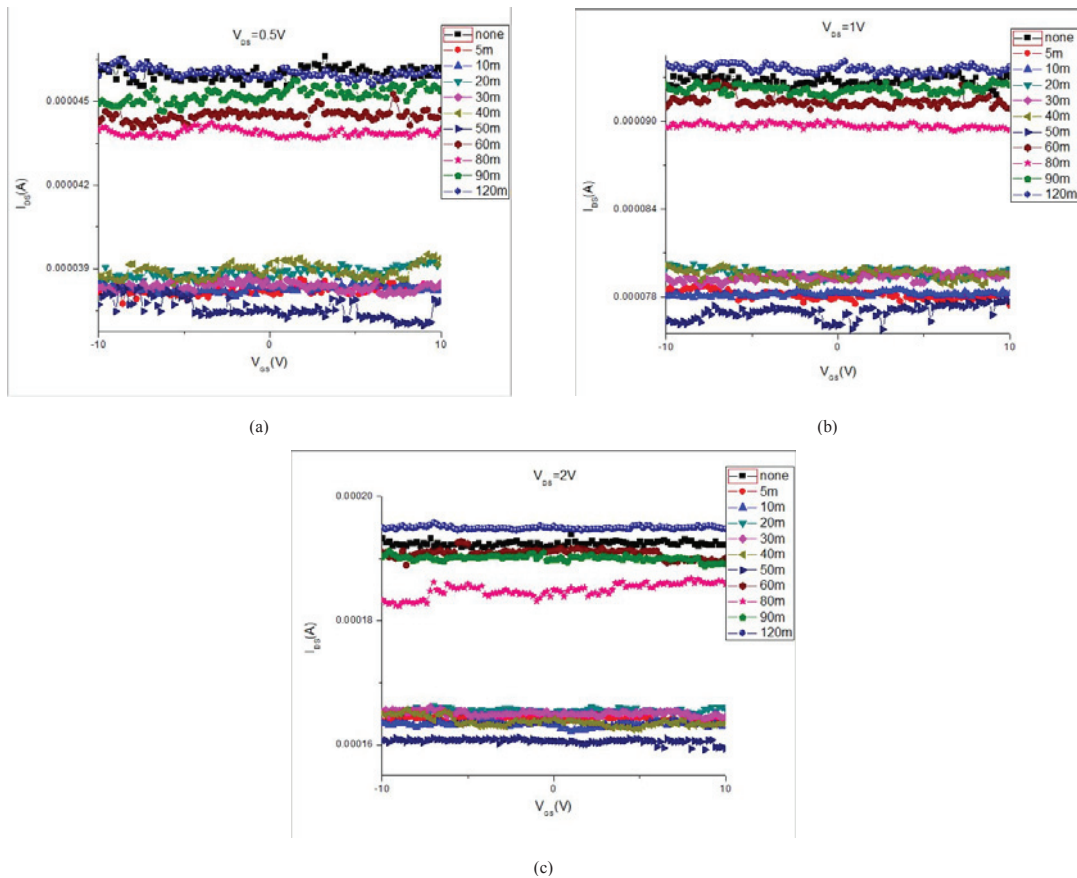 V_DS=0.5V
none
5m
10m
20m
30m
40m
50m
60m
80m
90m
120m
0.000045
0.000042
0.000039
I_DS(A)
-10
0
10
V_GS(V)
(a)
V_DS=1V
none
5m
10m
20m
30m
40m
50m
60m
80m
90m
120m
0.000090
0.000084
0.000078
I_DS(A)
-10
0
10
V_GS(V)
(b)
V_DS=2V
none
5m
10m
20m
30m
40m
50m
60m
80m
90m
120m
0.00020
0.00018
0.00016
I_DS(A)
-10
0
10
V_GS(V)
(c)